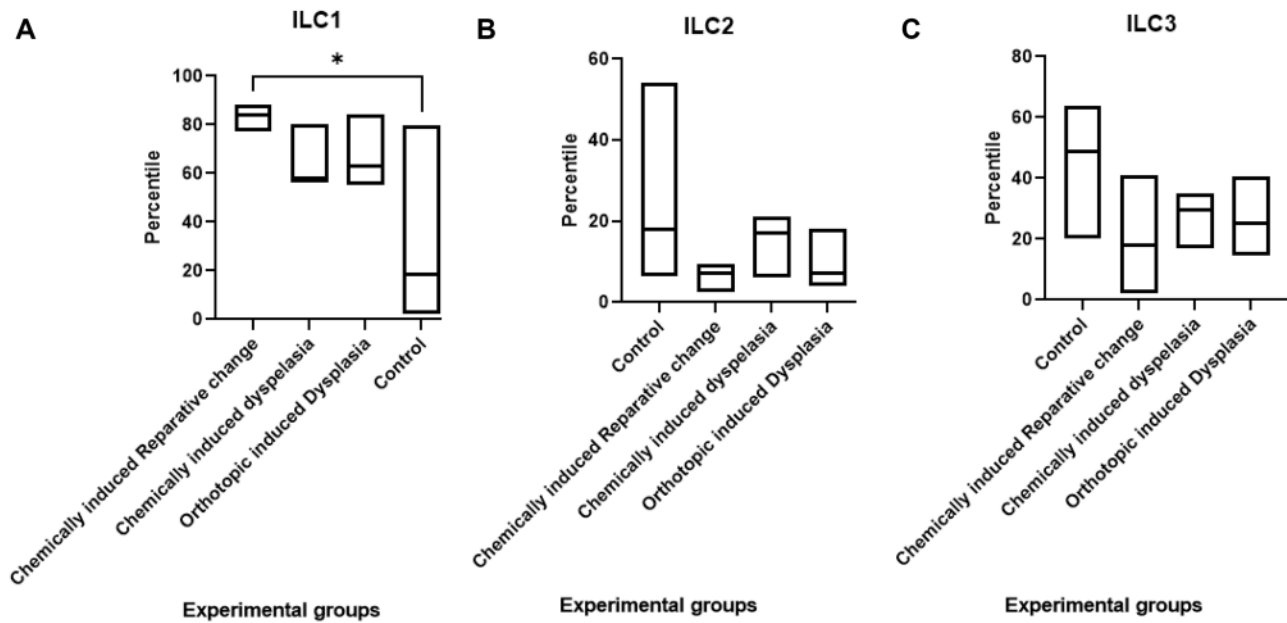 A
ILC1
*
Percentile
100
80
60
40
20
0
Chemically induced Reparative change
Chemically induced dyspelasia
Orthotopic induced Dysplasia
Control
Experimental groups
B
ILC2
Percentile
60
40
20
0
Control
Chemically induced Reparative change
Chemically induced dyspelasia
Orthotopic induced Dysplasia
Experimental groups
C
ILC3
Percentile
80
60
40
20
0
Control
Chemically induced Reparative change
Chemically induced dyspelasia
Orthotopic induced Dysplasia
Experimental groups